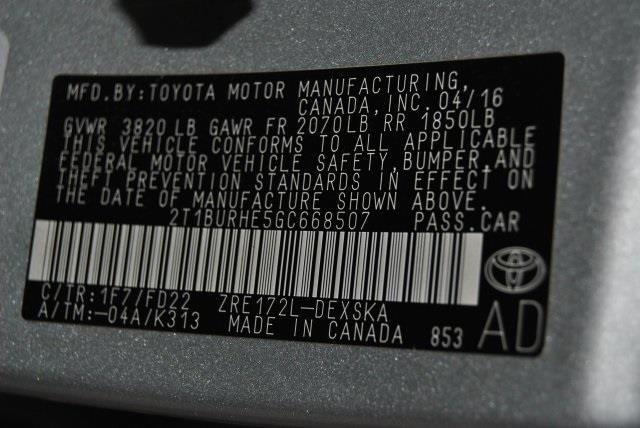 MFD.BY:TOYOTA MOTOR MANUFACTURING,
CANADA,INC.04/16
GVWR 3820LB GAWR FR 2070LB RR 1850LB
THIS VEHICLE CONFORMS TO ALL APPLICABLE
FEDERAL MOTOR VEHICLE SAFETY,BUMPER,AND
THEFT PREVENTION STANDARDS IN EFFECT ON
THE DATE OF MANUFACTURE SHOWN ABOVE.
2T1BURHE5GC668507 PASS.CAR
C/TR:1F7/FD22 ZRE172L-DEXSKA
A/TM:-04A/K313 MADE IN CANADA 853 AD